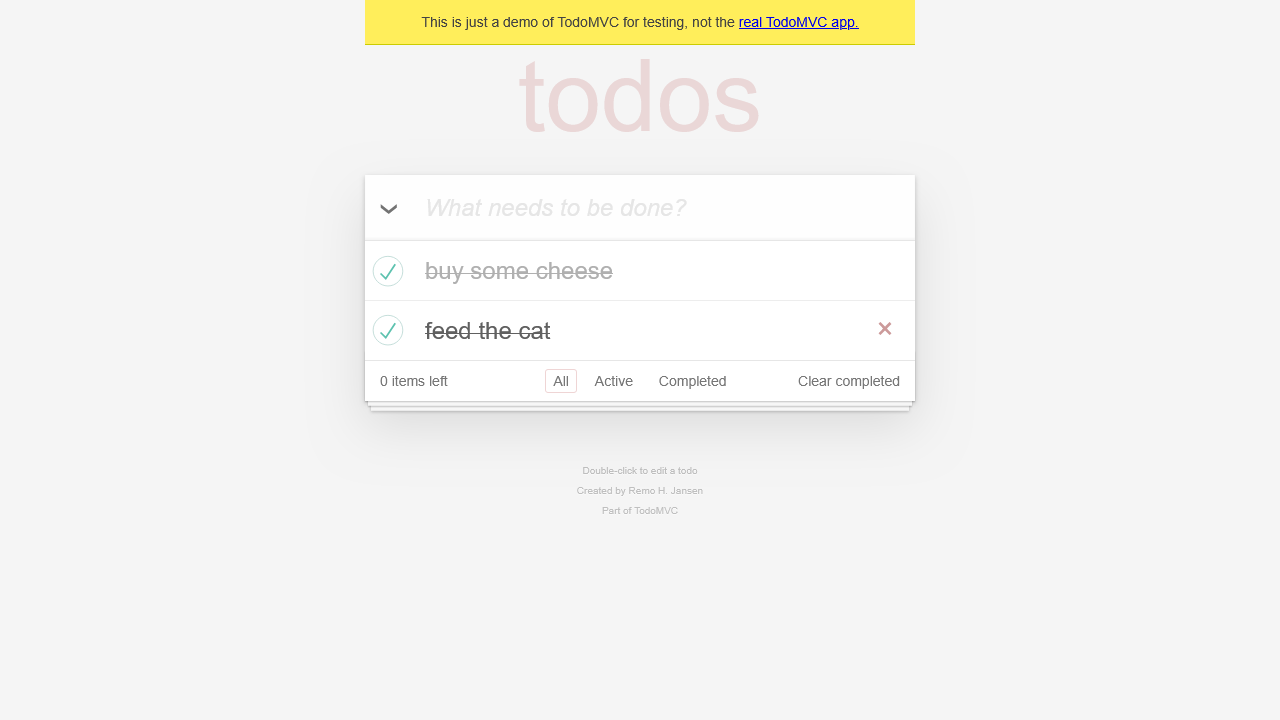 This is just a demo of TodoMVC for testing, not the real TodoMVC app.
todos
What needs to be done?
buy some cheese
feed the cat
0 items left
All
Active
Completed
Clear completed
Double-click to edit a todo
Created by Remo H. Jansen
Part of TodoMVC